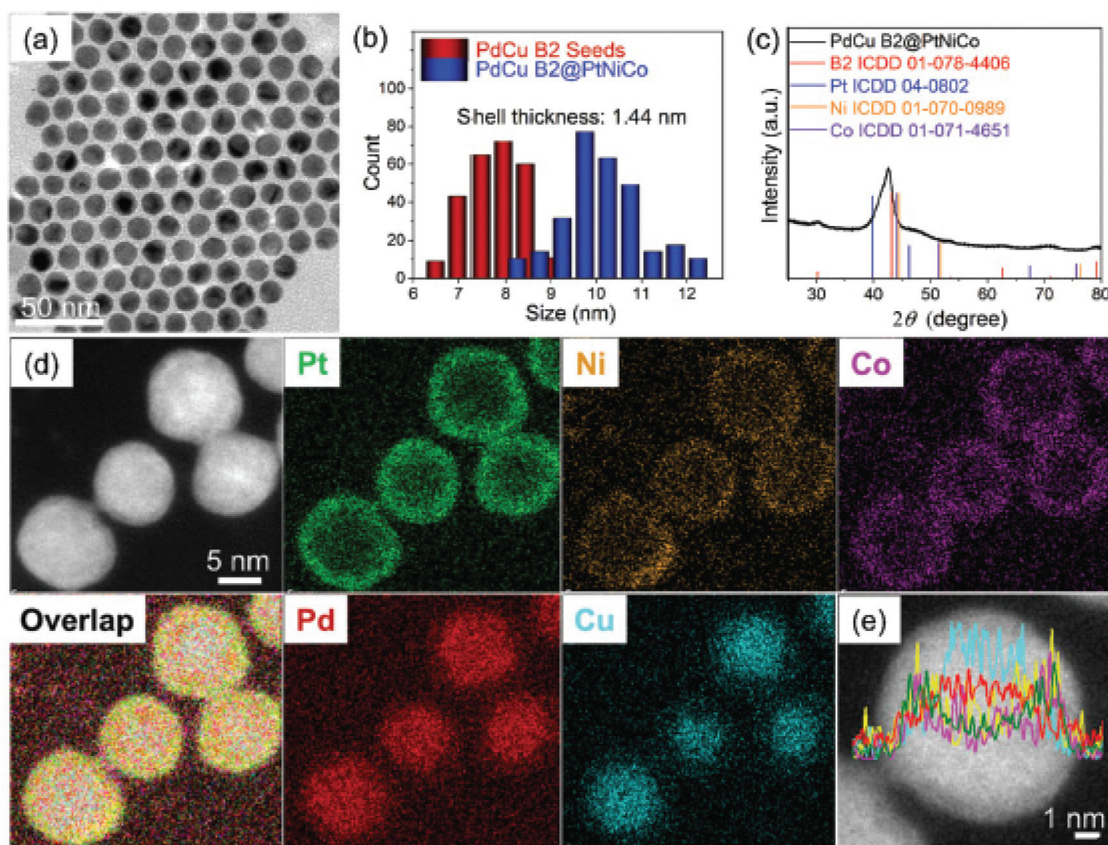 (a)
50 nm
(b)
PdCu B2 Seeds
PdCu B2@PtNiCo
Shell thickness: 1.44 nm
Count
80
60
40
20
0
7
8
9
10
11
12
Size (nm)
(c)
PdCu B2@PtNiCo
B2 ICDD 01-078-4406
Pt ICDD 04-0802
Ni ICDD 01-070-0989
Co ICDD 01-071-4651
Intensity (a.u.)
30
40
50
60
70
80
2θ (degree)
(d)
5 nm
Pt
Ni
Co
Overlap
Pd
Cu
(e)
1 nm